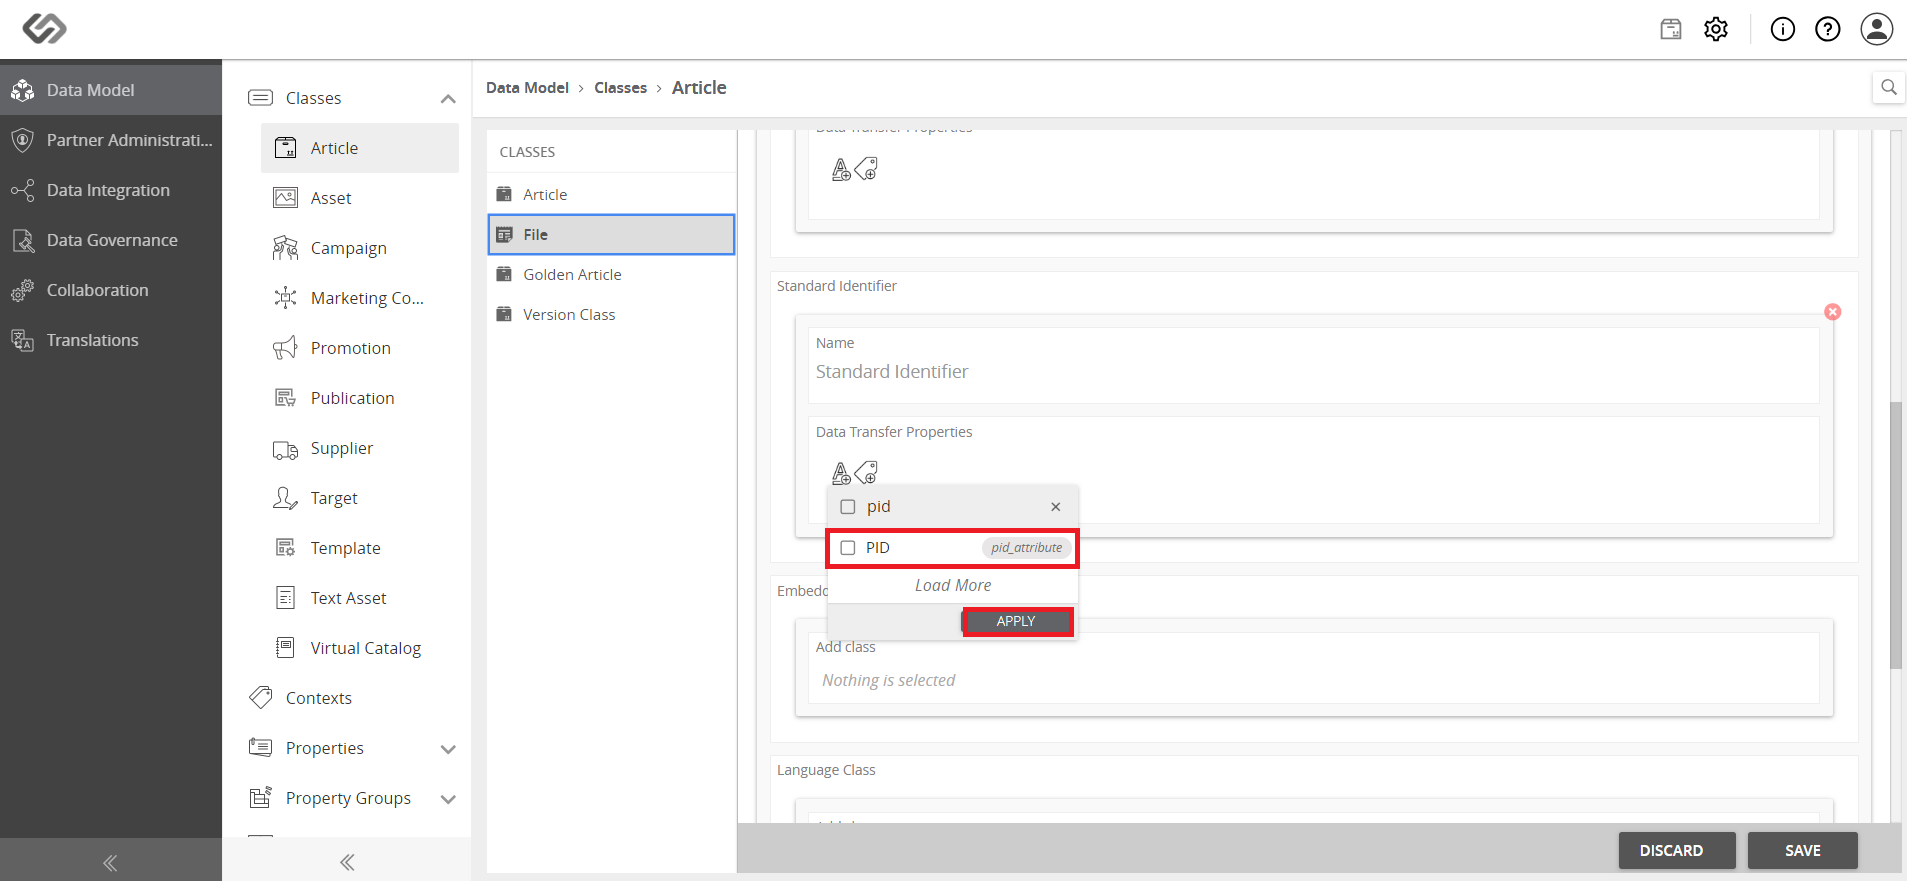 Data Model
Partner Administrati...
Data Integration
Data Governance
Collaboration
Translations
Classes
Article
Asset
Campaign
Marketing Co...
Promotion
Publication
Supplier
Target
Template
Text Asset
Virtual Catalog
Contexts
Properties
Property Groups
Data Model > Classes > Article
CLASSES
Article
File
Golden Article
Version Class
Data Transfer Properties
Standard Identifier
Name
Standard Identifier
Data Transfer Properties
pid
PID pid_attribute
Load More
APPLY
Add class
Nothing is selected
Language Class
DISCARD SAVE